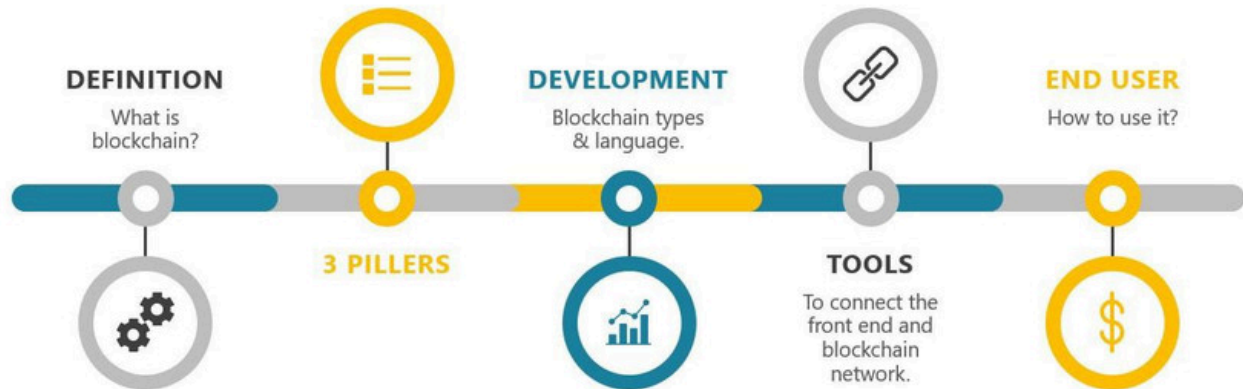 DEFINITION
What is
blockchain?
3 PILLERS
DEVELOPMENT
Blockchain types
& language.
TOOLS
To connect the
front end and
blockchain
network.
END USER
How to use it?